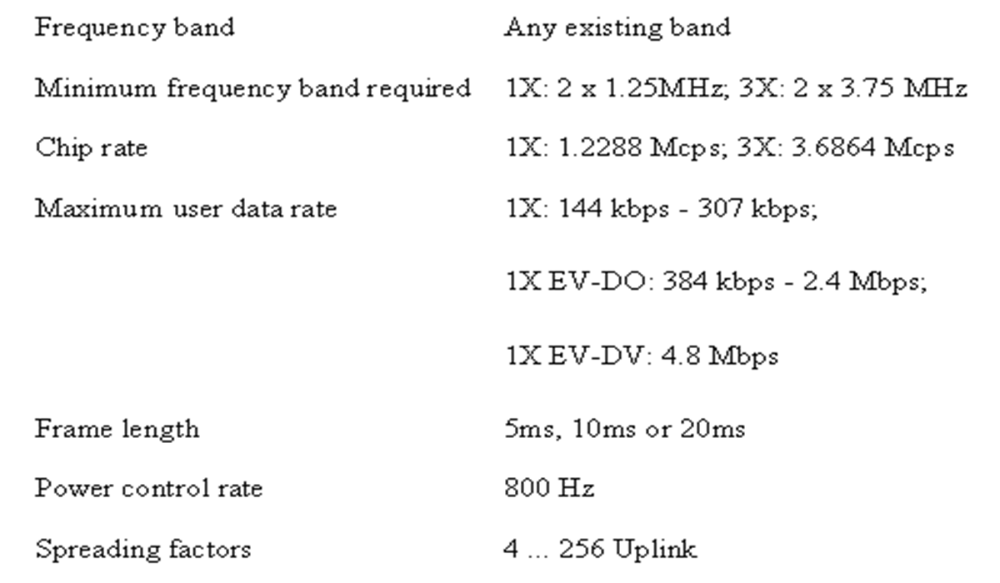 Frequency band Any existing band
Minimum frequency band required 1X: 2 x 1.25MHz; 3X: 2 x 3.75 MHz
Chip rate 1X: 1.2288 Mcps; 3X: 3.6864 Mcps
Maximum user data rate 1X: 144 kbps - 307 kbps;
1X EV-DO: 384 kbps - 2.4 Mbps;
1X EV-DV: 4.8 Mbps
Frame length 5ms, 10ms or 20ms
Power control rate 800 Hz
Spreading factors 4 ... 256 Uplink